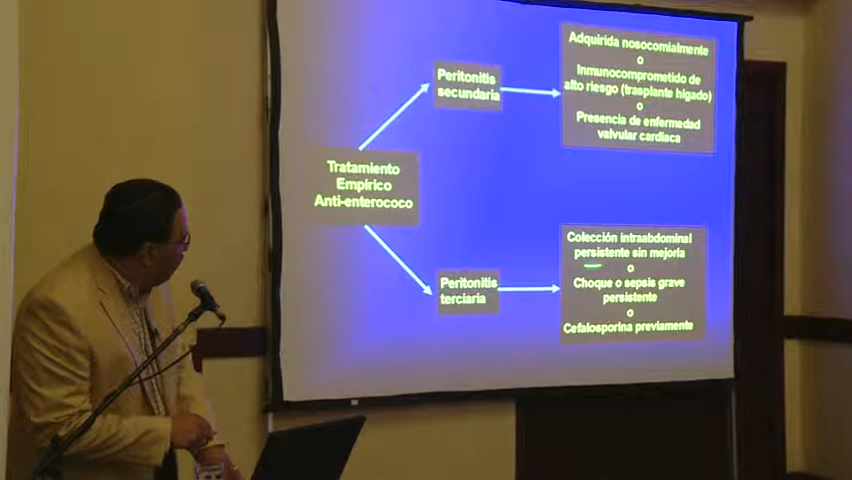 Tratamiento
Empírico
Anti-enterococo
Peritonitis
secundaria
Adquirida nosocomialmente
o
Inmunocomprometido de
alto riesgo (trasplante hígado)
o
Presencia de enfermedad
valvular cardíaca
Peritonitis
terciaria
Colección intraabdominal
persistente sin mejoría
o
Choque o sepsis grave
persistente
o
Cefalosporina previamente